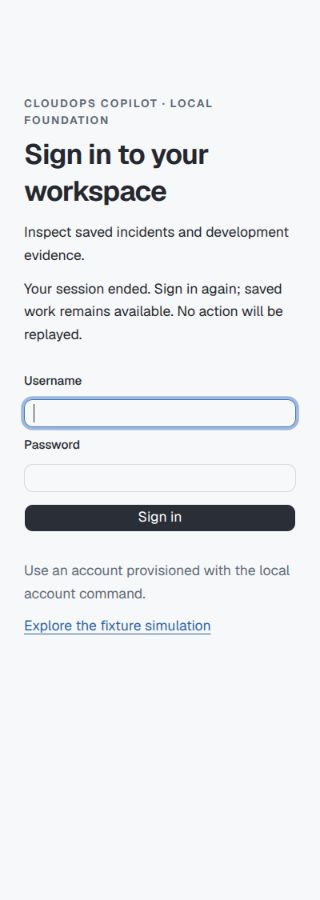 CLOUDOPS COPILOT · LOCAL
FOUNDATION
Sign in to your
workspace
Inspect saved incidents and development
evidence.
Your session ended. Sign in again; saved
work remains available. No action will be
replayed.
Username
Password
Sign in
Use an account provisioned with the local
account command.
Explore the fixture simulation